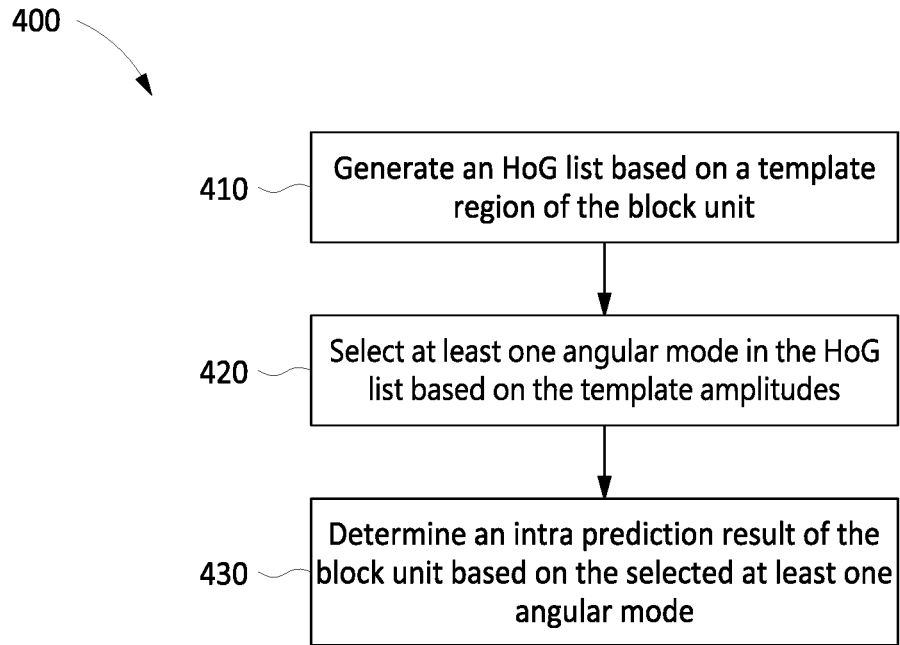 400
410
Generate an HoG list based on a template
region of the block unit
420
Select at least one angular mode in the HoG
list based on the template amplitudes
430
Determine an intra prediction result of the
block unit based on the selected at least one
angular mode